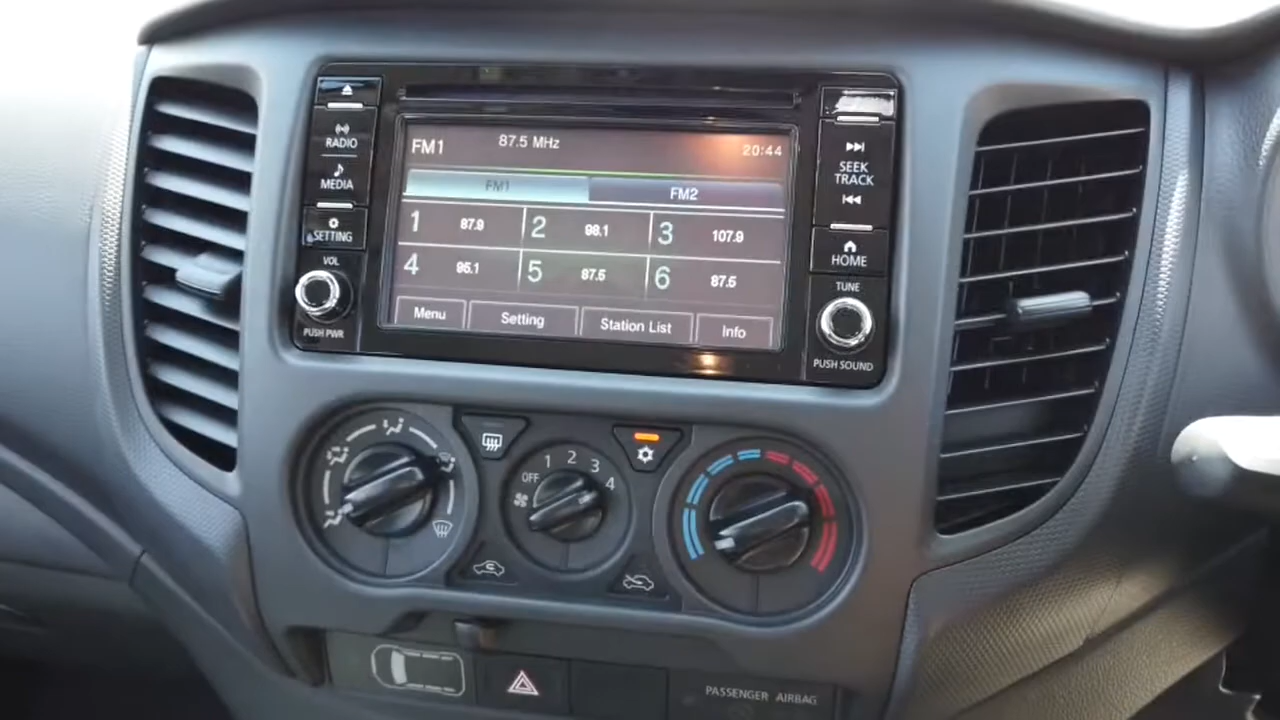 RADIO
MEDIA
SETTING
VOL
PUSH PWR
FM1 87.5 MHz 20:44
FM1 FM2
1 87.9 2 98.1 3 107.9
4 95.1 5 87.5 6 87.5
Menu Setting Station List Info
SEEK
TRACK
HOME
TUNE
PUSH SOUND
OFF 1 2 3 4
PASSENGER AIRBAG